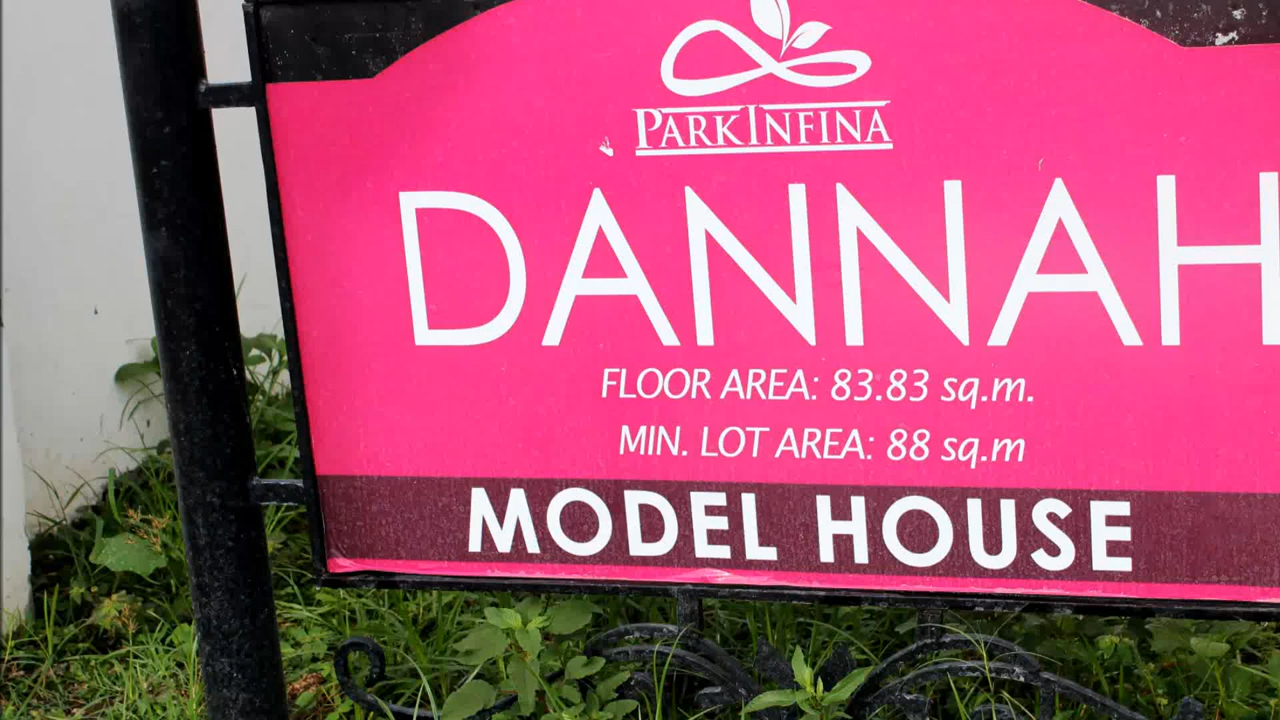 PARKINFINA
DANNAH
FLOOR AREA: 83.83 sq.m.
MIN. LOT AREA: 88 sq.m
MODEL HOUSE